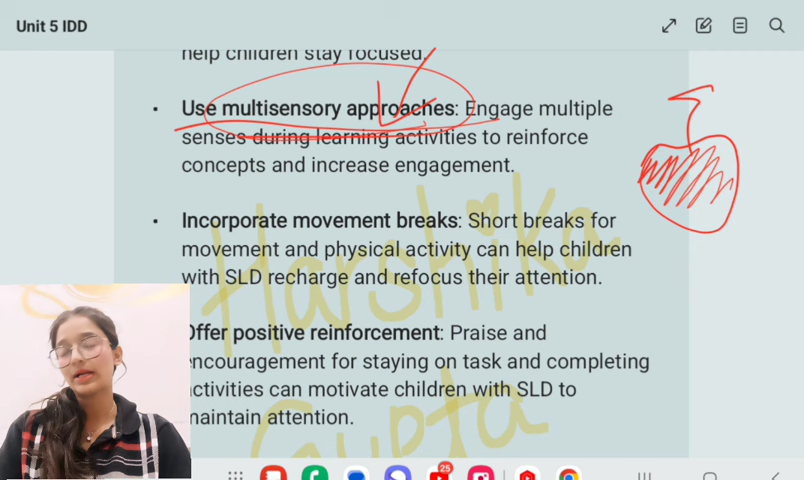 Unit 5 IDD
help children stay focused.
• Use multisensory approaches: Engage multiple
senses during learning activities to reinforce
concepts and increase engagement.
• Incorporate movement breaks: Short breaks for
movement and physical activity can help children
with SLD recharge and refocus their attention.
Offer positive reinforcement: Praise and
encouragement for staying on task and completing
activities can motivate children with SLD to
maintain attention.
Harshika
Gupta
25